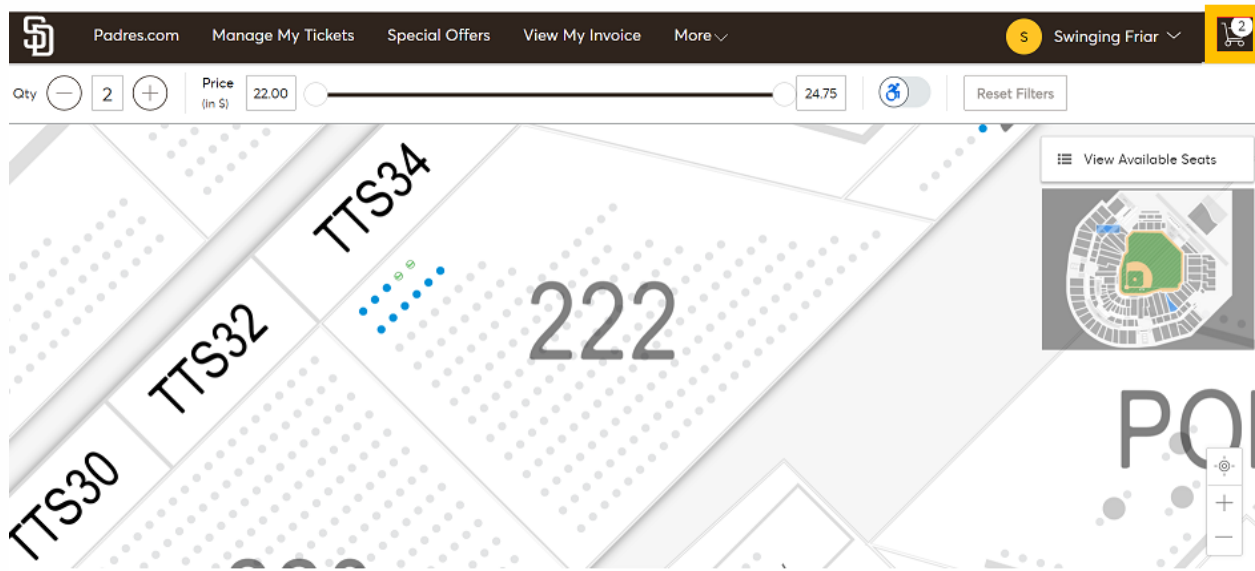 SD
Padres.com Manage My Tickets Special Offers View My Invoice More S Swinging Friar 2
Qty 2 Price (in $) 22.00 24.75 Reset Filters
View Available Seats
TTS34
222
TTS32
TTS30